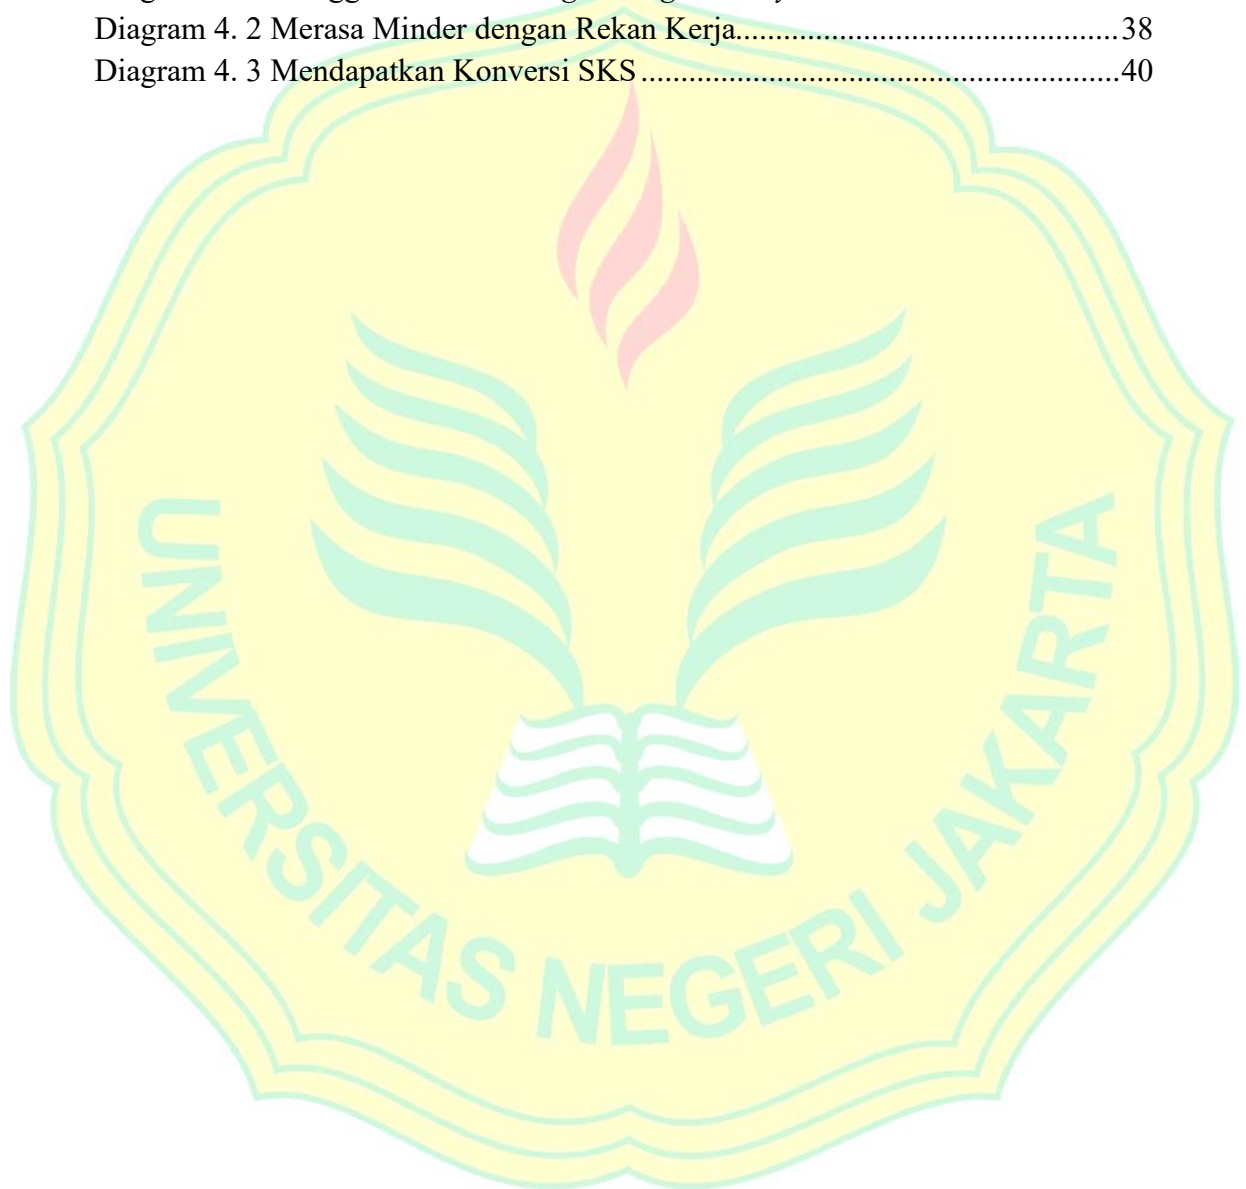 Diagram 4. 2 Merasa Minder dengan Rekan Kerja................................................38
Diagram 4. 3 Mendapatkan Konversi SKS.............................................................40
UNIVERSITAS NEGERI JAKARTA